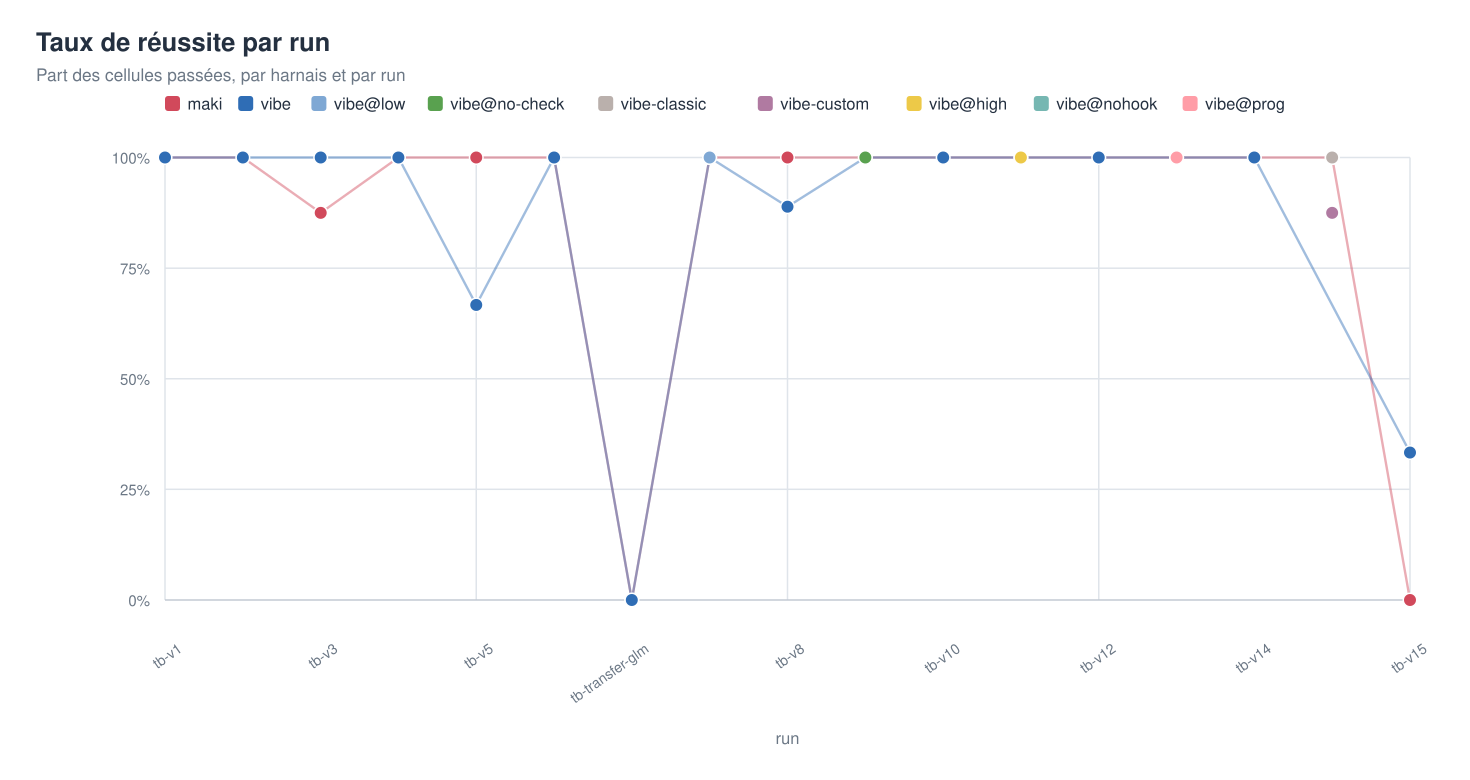 Taux de réussite par run
Part des cellules passées, par harnais et par run
maki vibe vibe@low vibe@no-check vibe-classic vibe-custom vibe@high vibe@nohook vibe@prog
100%
75%
50%
25%
0%
tb-v1 tb-v3 tb-v5 tb-transfer-glm tb-v8 tb-v10 tb-v12 tb-v14 tb-v15
run